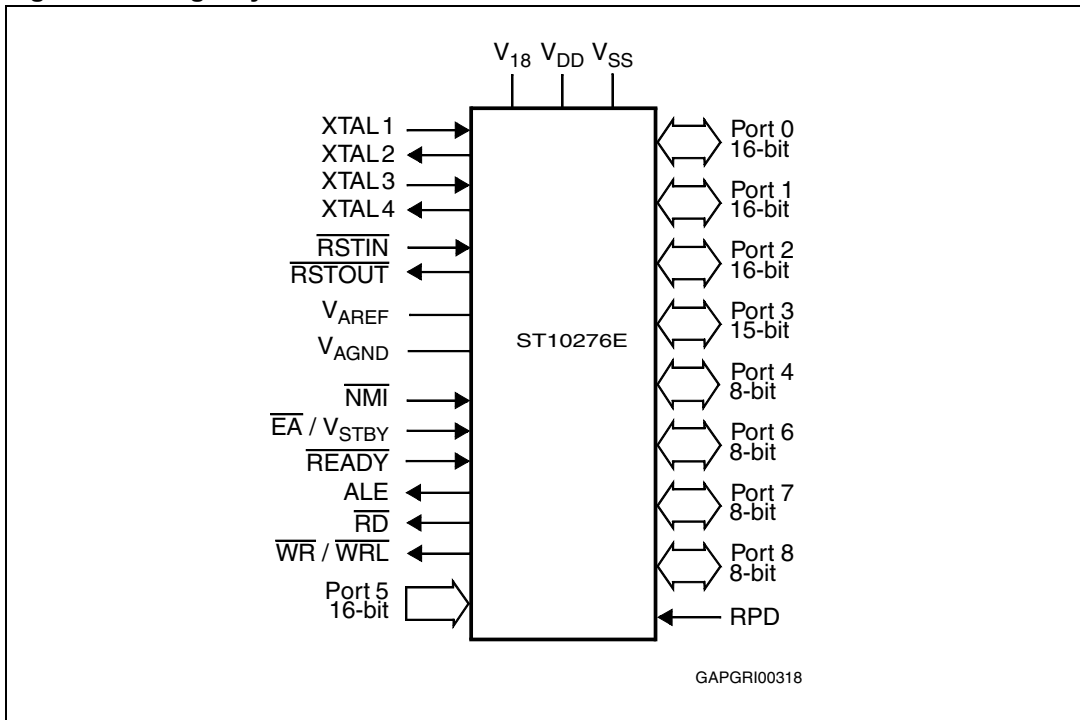 V18 VDD VSS
XTAL1
XTAL2
XTAL3
XTAL4
RSTIN
RSTOUT
VAREF
VAGND
NMI
EA / VSTBY
READY
ALE
RD
WR / WRL
Port 5
16-bit
ST10276E
Port 0
16-bit
Port 1
16-bit
Port 2
16-bit
Port 3
15-bit
Port 4
8-bit
Port 6
8-bit
Port 7
8-bit
Port 8
8-bit
RPD
GAPGRI00318